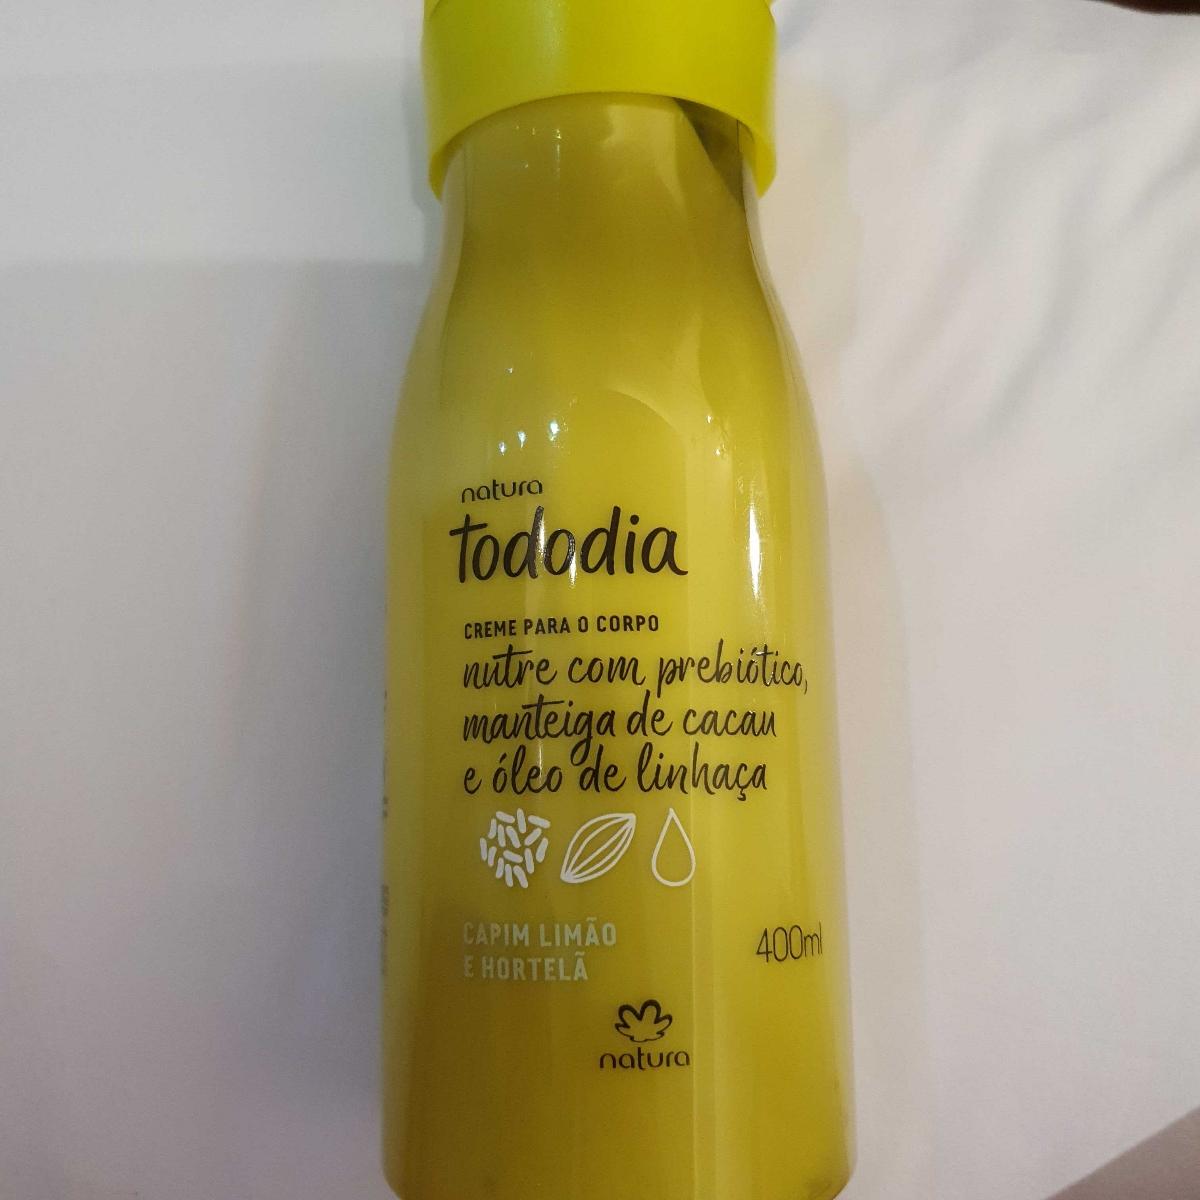 natura
tododia
CREME PARA O CORPO
nutre com prebiótico,
manteiga de cacau
e óleo de linhaça
CAPIM LIMÃO
E HORTELÃ
400ml
natura